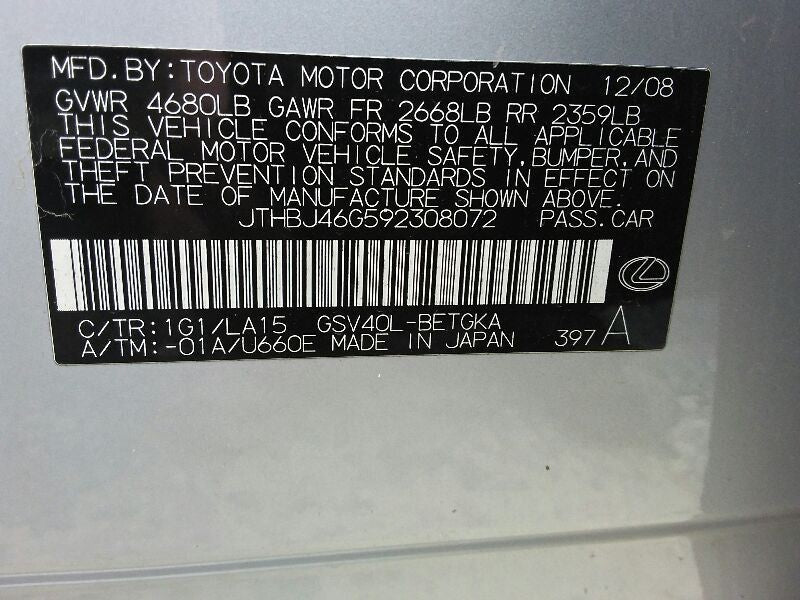 MFD. BY: TOYOTA MOTOR CORPORATION 12/08
GVWR 4680LB GAWR FR 2668LB RR 2359LB
THIS VEHICLE CONFORMS TO ALL APPLICABLE
FEDERAL MOTOR VEHICLE SAFETY, BUMPER, AND
THEFT PREVENTION STANDARDS IN EFFECT ON
THE DATE OF MANUFACTURE SHOWN ABOVE.
JTHBJ46G592308072 PASS. CAR
C/TR: 1G1/LA15 GSV40L-BETGKA
A/TM: -01A/U660E MADE IN JAPAN 397 A